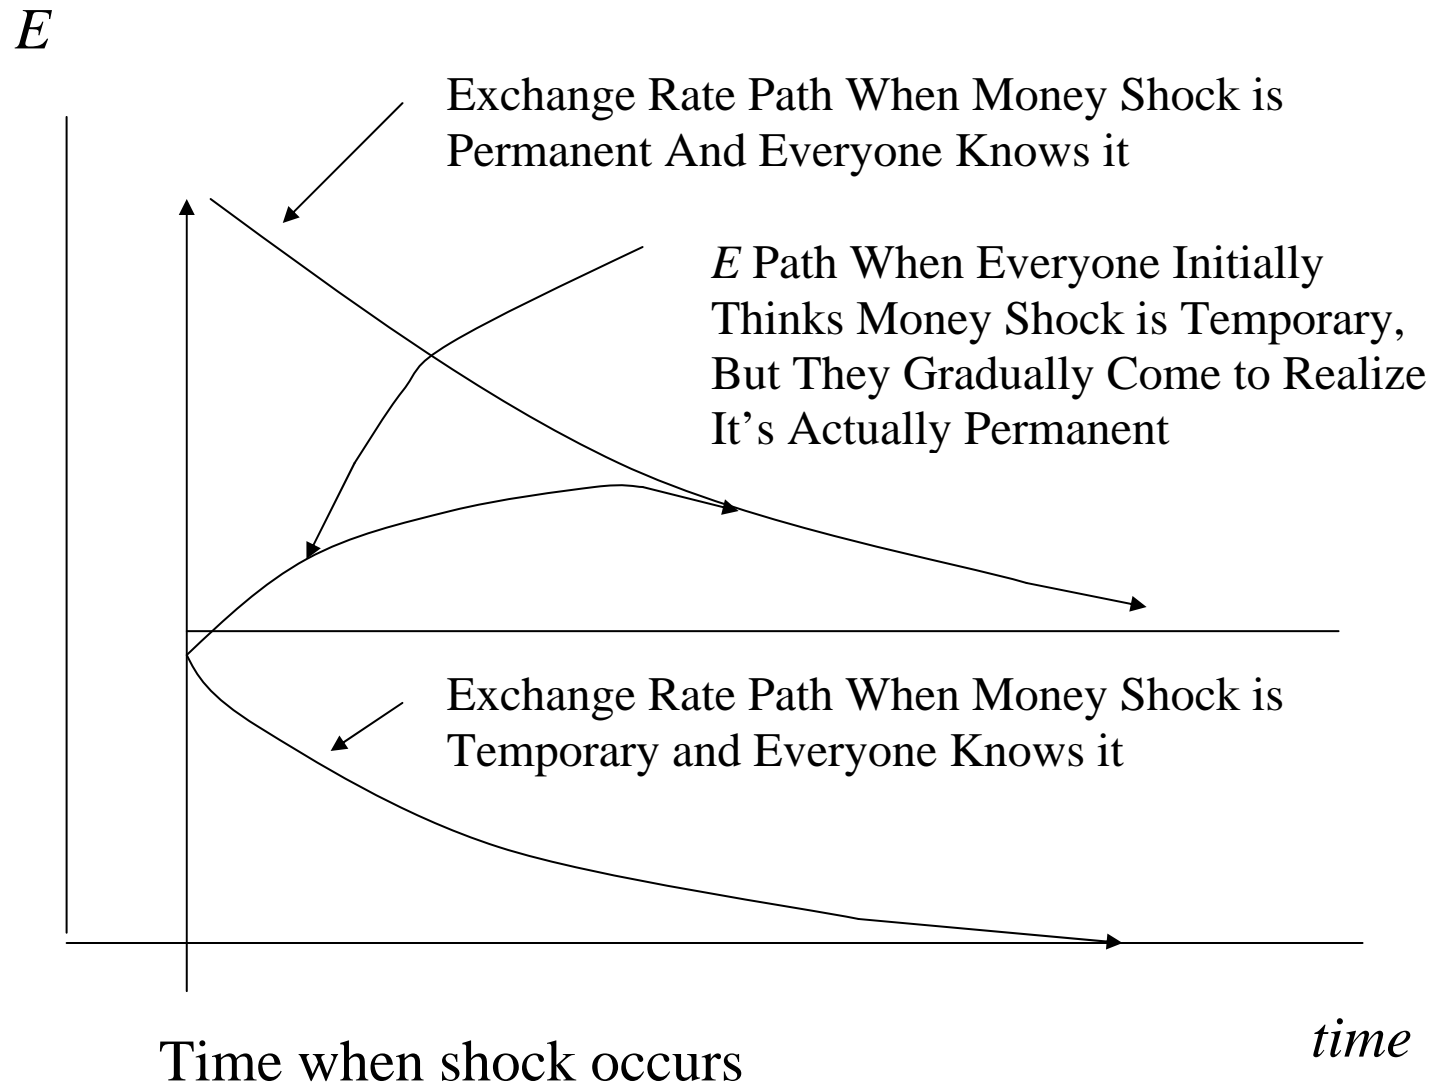 E
Exchange Rate Path When Money Shock is
Permanent And Everyone Knows it
E Path When Everyone Initially
Thinks Money Shock is Temporary,
But They Gradually Come to Realize
It’s Actually Permanent
Exchange Rate Path When Money Shock is
Temporary and Everyone Knows it
time
Time when shock occurs